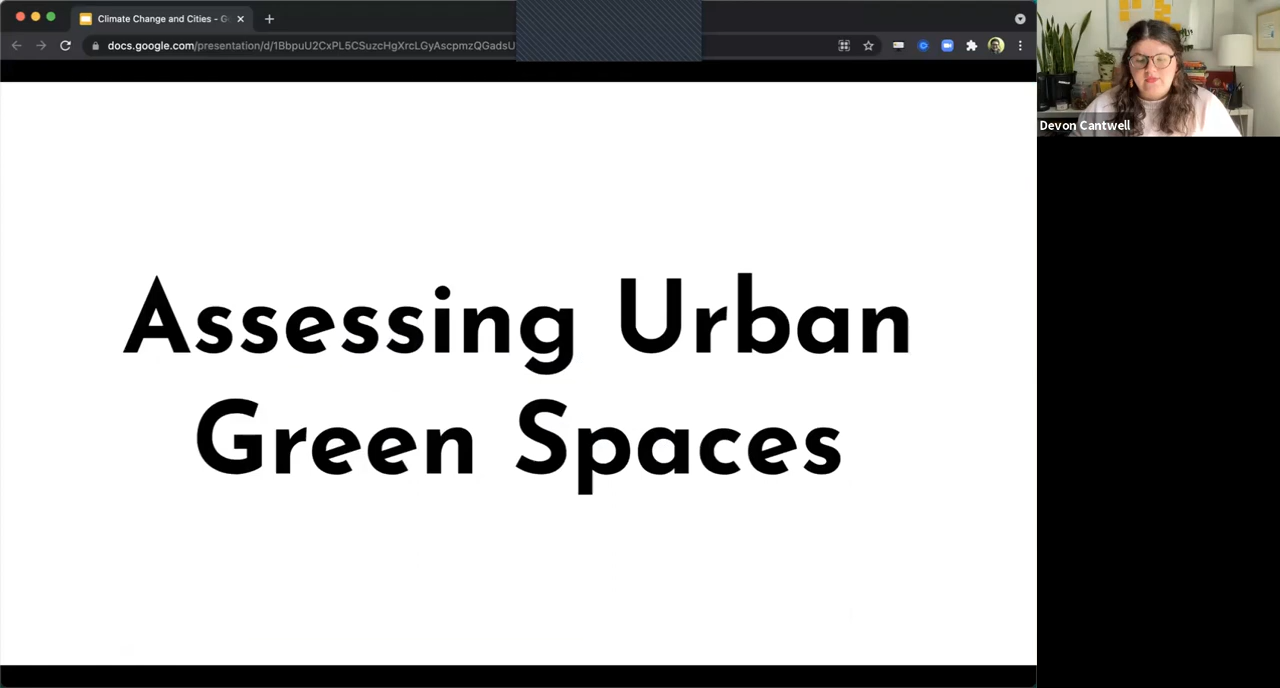 Climate Change and Cities - G
docs.google.com/presentation/d/1BbpuU2CxPL5CSuzcHgXrcLGyAscpmzQGadsU
Devon Cantwell
Assessing Urban
Green Spaces